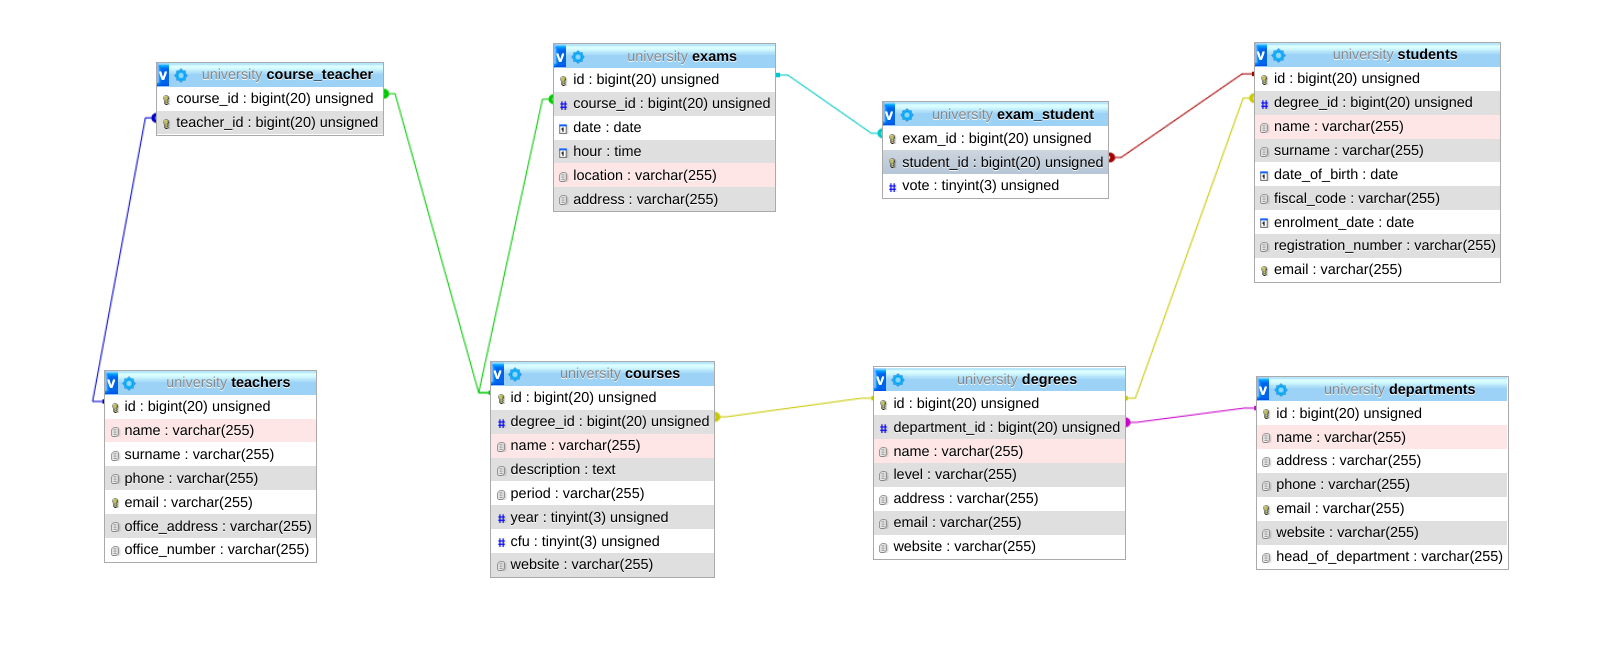 v university course_teacher
course_id : bigint(20) unsigned
teacher_id : bigint(20) unsigned
v university exams
id : bigint(20) unsigned
course_id : bigint(20) unsigned
date : date
hour : time
location : varchar(255)
address : varchar(255)
v university exam_student
exam_id : bigint(20) unsigned
student_id : bigint(20) unsigned
vote : tinyint(3) unsigned
v university students
id : bigint(20) unsigned
degree_id : bigint(20) unsigned
name : varchar(255)
surname : varchar(255)
date_of_birth : date
fiscal_code : varchar(255)
enrolment_date : date
registration_number : varchar(255)
email : varchar(255)
v university teachers
id : bigint(20) unsigned
name : varchar(255)
surname : varchar(255)
phone : varchar(255)
email : varchar(255)
office_address : varchar(255)
office_number : varchar(255)
v university courses
id : bigint(20) unsigned
degree_id : bigint(20) unsigned
name : varchar(255)
description : text
period : varchar(255)
year : tinyint(3) unsigned
cfu : tinyint(3) unsigned
website : varchar(255)
v university degrees
id : bigint(20) unsigned
department_id : bigint(20) unsigned
name : varchar(255)
level : varchar(255)
address : varchar(255)
email : varchar(255)
website : varchar(255)
v university departments
id : bigint(20) unsigned
name : varchar(255)
address : varchar(255)
phone : varchar(255)
email : varchar(255)
website : varchar(255)
head_of_department : varchar(255)